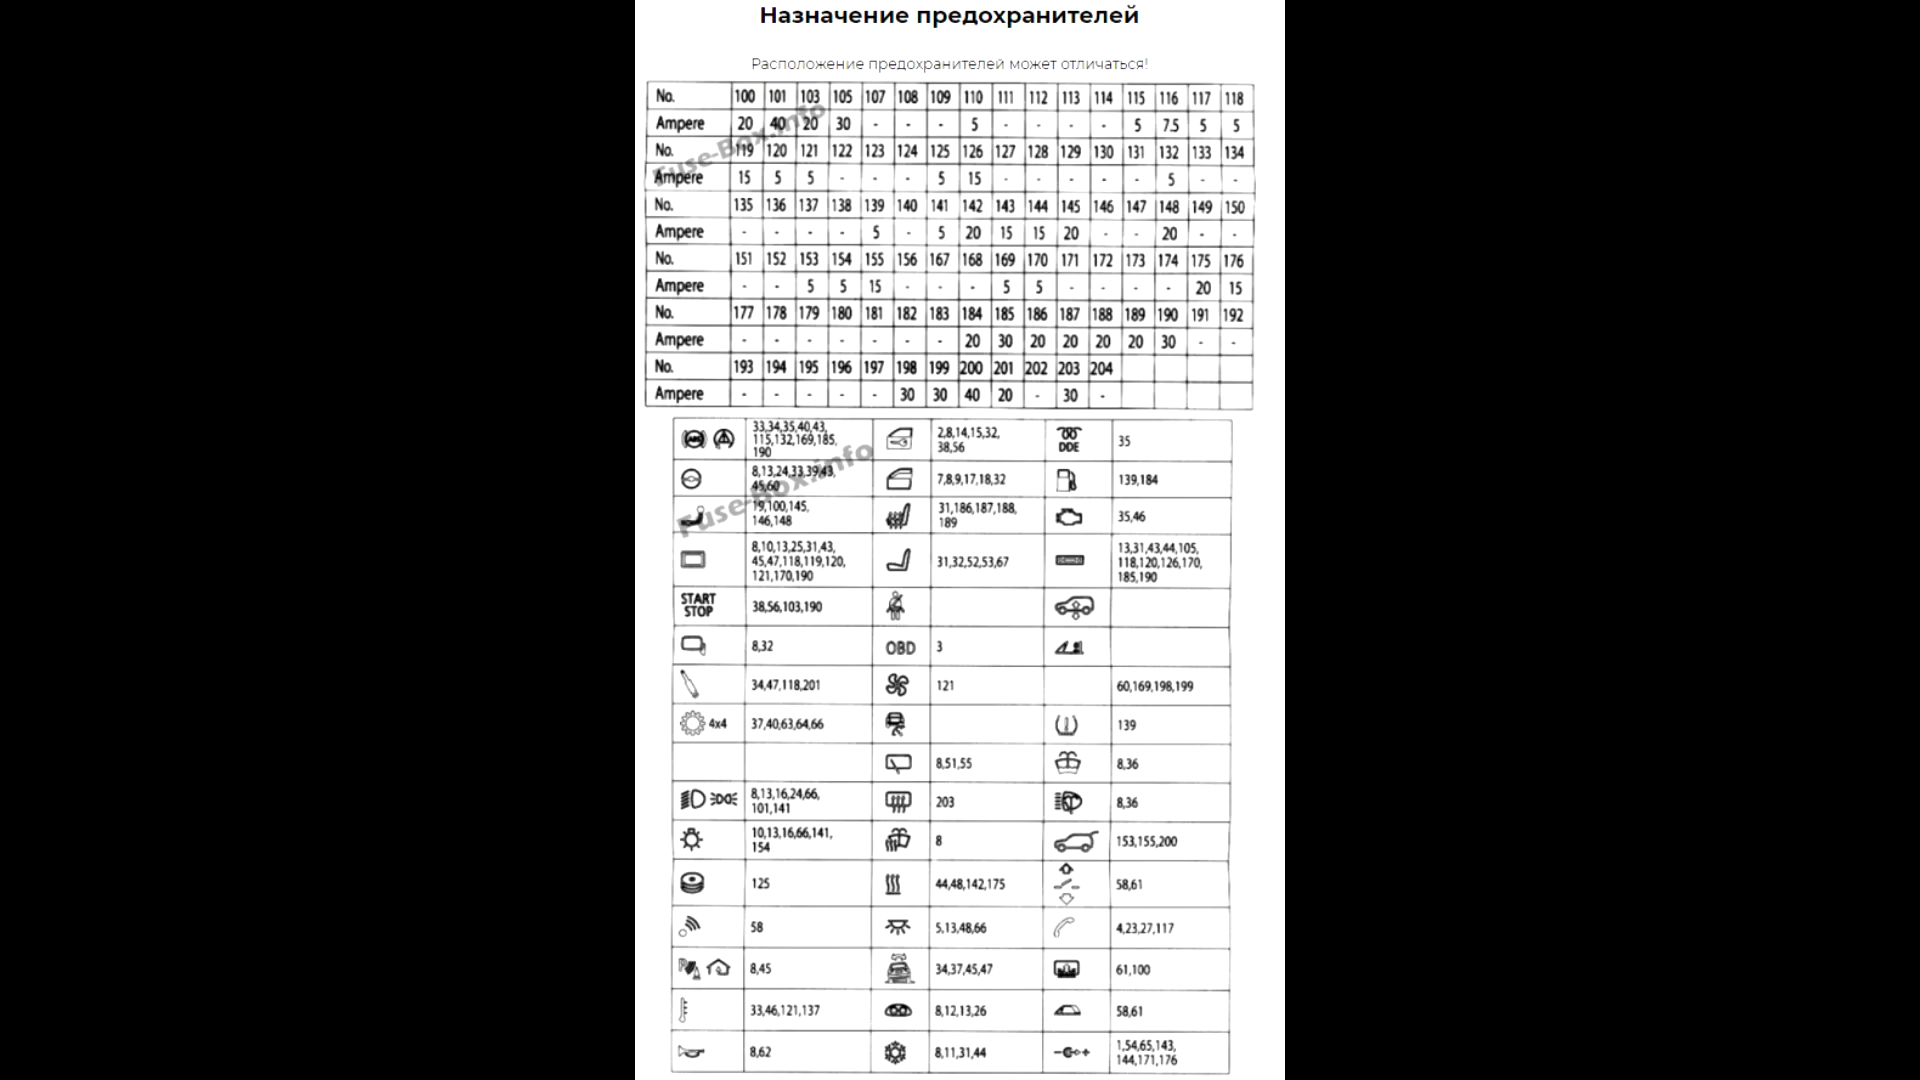 Назначение предохранителей
Расположение предохранителей может отличаться!
No. 100 101 103 105 107 108 109 110 111 112 113 114 115 116 117 118
Ampere 20 40 20 30 - - - 5 - - - - 5 7.5 5 5
No. 119 120 121 122 123 124 125 126 127 128 129 130 131 132 133 134
Ampere 15 5 5 - - - 5 15 - - - - - 5 - -
No. 135 136 137 138 139 140 141 142 143 144 145 146 147 148 149 150
Ampere - - - - 5 - 5 20 15 15 20 - - 20 - -
No. 151 152 153 154 155 156 167 168 169 170 171 172 173 174 175 176
Ampere - - 5 5 15 - - - 5 5 - - - - 20 15
No. 177 178 179 180 181 182 183 184 185 186 187 188 189 190 191 192
Ampere - - - - - - - 20 30 20 20 20 20 30 - -
No. 193 194 195 196 197 198 199 200 201 202 203 204
Ampere - - - - - 30 30 40 20 - 30 -
Fuse-Box.info
ABS 33,34,35,40,43,
115,132,169,185,
190
2,8,14,15,32,
38,56
DDE 35
8,13,24,33,39,43,
45,60
7,8,9,17,18,32
139,184
Fuse-Box.info
19,100,145,
146,148
31,186,187,188,
189
35,46
8,10,13,25,31,43,
45,47,118,119,120,
121,170,190
31,32,52,53,67
13,31,43,44,105,
118,120,126,170,
185,190
START
STOP
38,56,103,190
8,32
OBD 3
34,47,118,201
121
60,169,198,199
4x4 37,40,63,64,66
139
8,51,55
8,36
8,13,16,24,66,
101,141
203
8,36
10,13,16,66,141,
154
8
153,155,200
125
44,48,142,175
58,61
58
5,13,48,66
4,23,27,117
P 8,45
34,37,45,47
61,100
33,46,121,137
8,12,13,26
58,61
8,62
8,11,31,44
1,54,65,143,
144,171,176